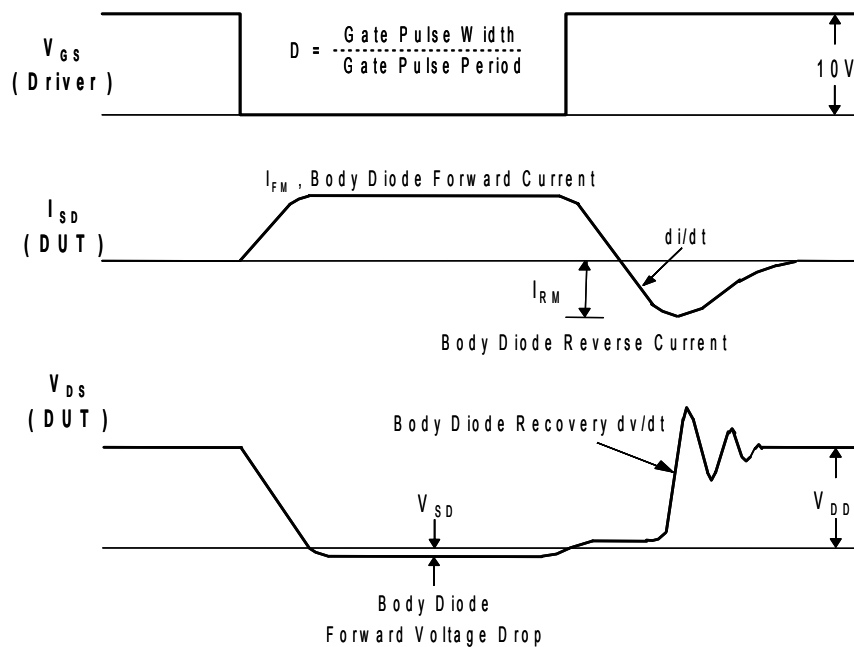 V_GS
(Driver)
D = Gate Pulse Width
Gate Pulse Period
10V
I_FM , Body Diode Forward Current
I_SD
(DUT)
di/dt
I_RM
Body Diode Reverse Current
V_DS
(DUT)
Body Diode Recovery dv/dt
V_SD
V_DD
Body Diode
Forward Voltage Drop